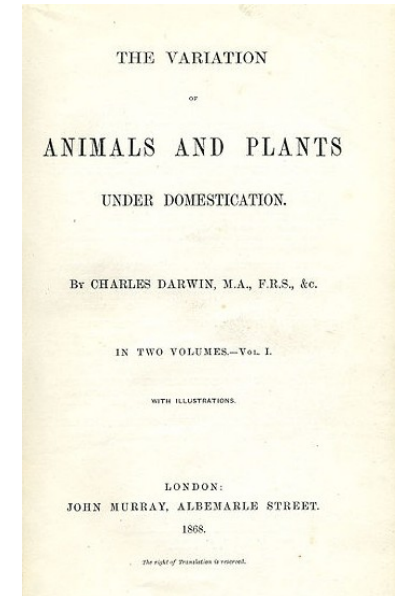 THE VARIATION
OF
ANIMALS AND PLANTS
UNDER DOMESTICATION.
BY CHARLES DARWIN, M.A., F.R.S., &c.
IN TWO VOLUMES.—VOL. I.
WITH ILLUSTRATIONS.
LONDON:
JOHN MURRAY, ALBEMARLE STREET.
1868.
The right of Translation is reserved.